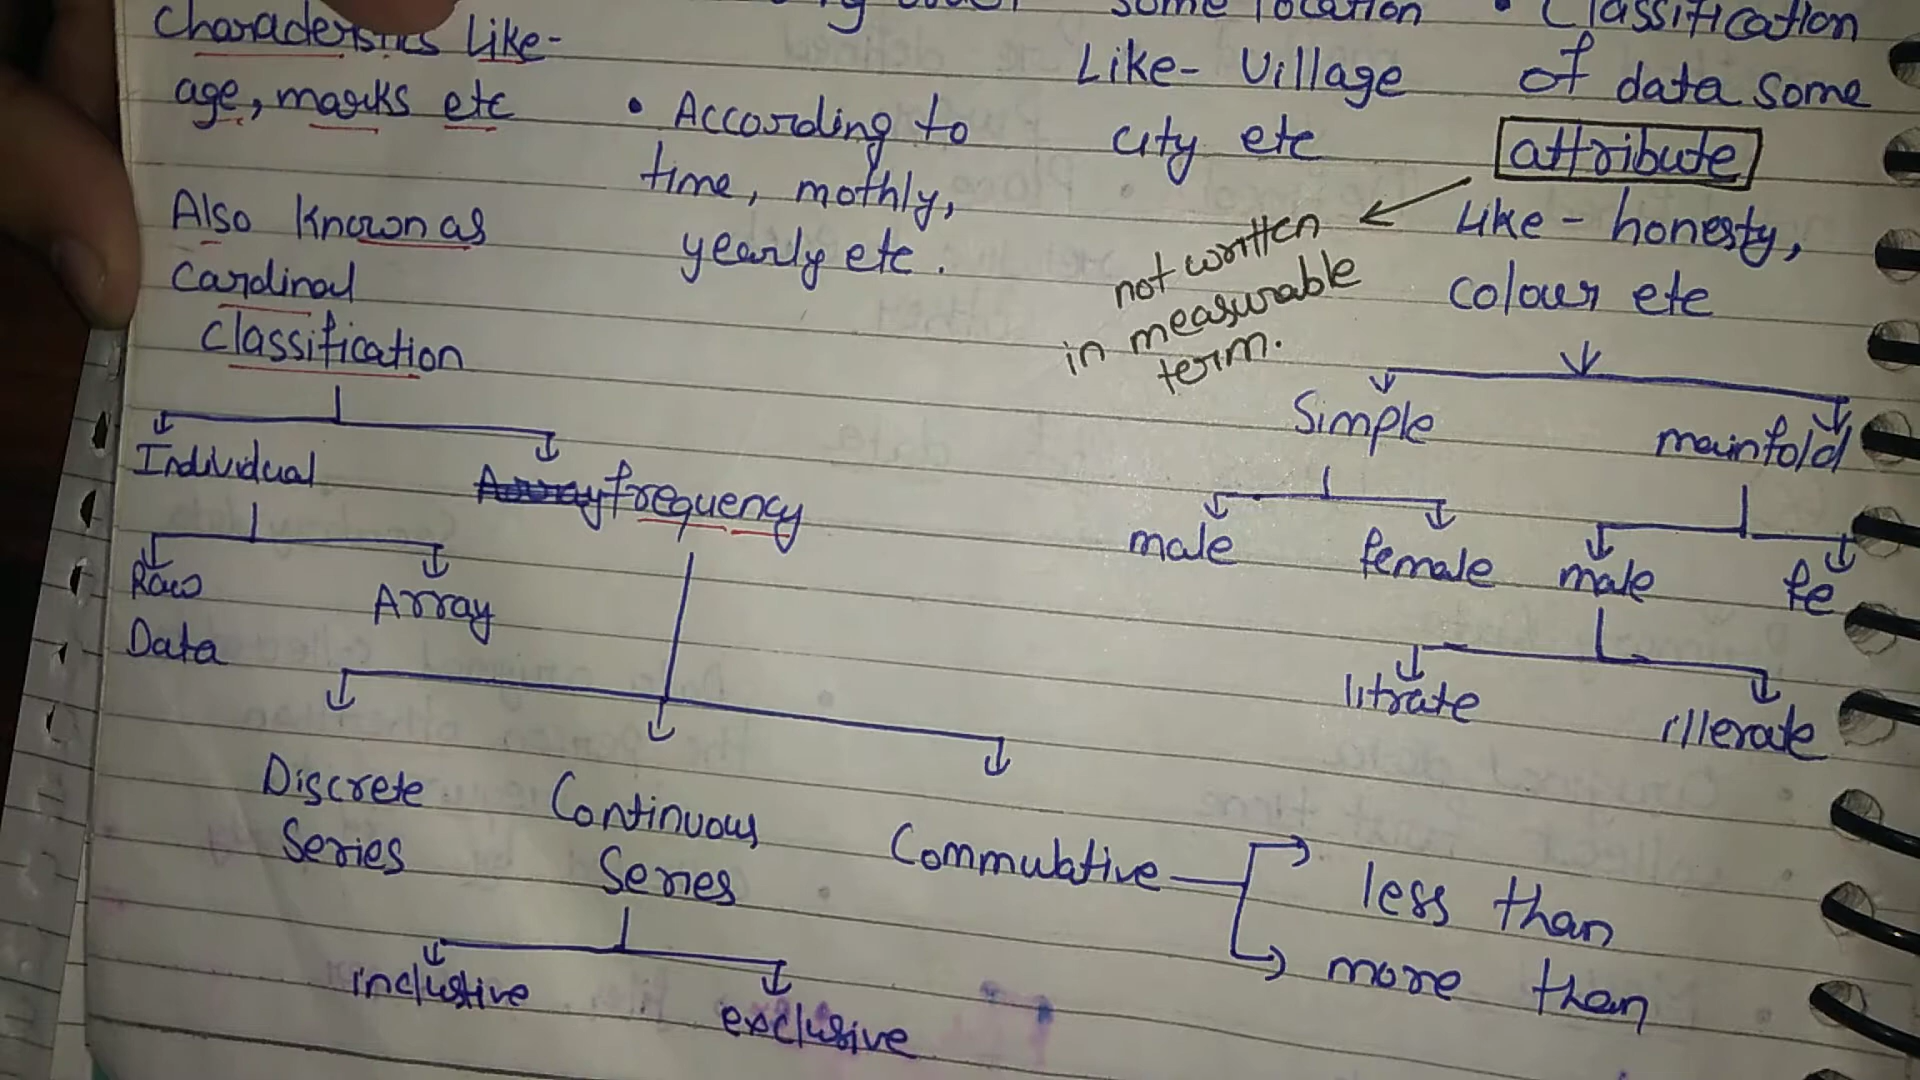 some location
• Classification
Characteristics Like-
age, marks etc
Also Known as
Cardinal
Classification
Individual
frequency
Raw
Data
Array
Discrete
Series
Continuous
Series
Commulative
less than
more than
inclusive
exclusive
• According to
time, mothly,
yearly etc.
Like- Village
city etc
of data some
attribute
like - honesty,
colour etc
not written
in measurable
term.
Simple
mainfold
male
female
male
fe
litrate
illerate